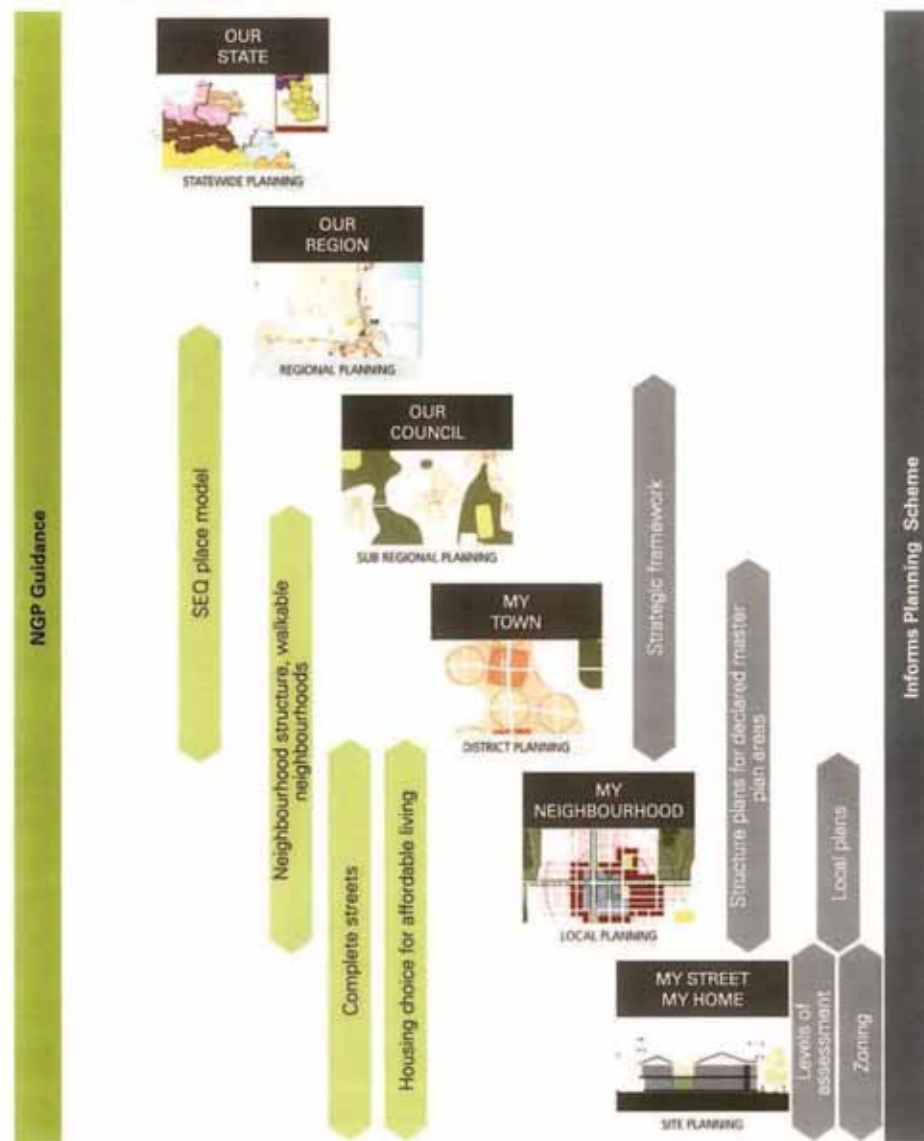 OUR
STATE
STATEWIDE PLANNING
OUR
REGION
REGIONAL PLANNING
OUR
COUNCIL
SUB REGIONAL PLANNING
MY
TOWN
DISTRICT PLANNING
MY
NEIGHBOURHOOD
LOCAL PLANNING
MY STREET
MY HOME
SITE PLANNING
NGP Guidance
SEQ place model
Neighbourhood structure, walkable
neighbourhoods
Complete streets
Housing choice for affordable living
Strategic framework
Structure plans for declared master
plan areas
Local plans
Levels of
assessment
Zoning
Informs Planning Scheme